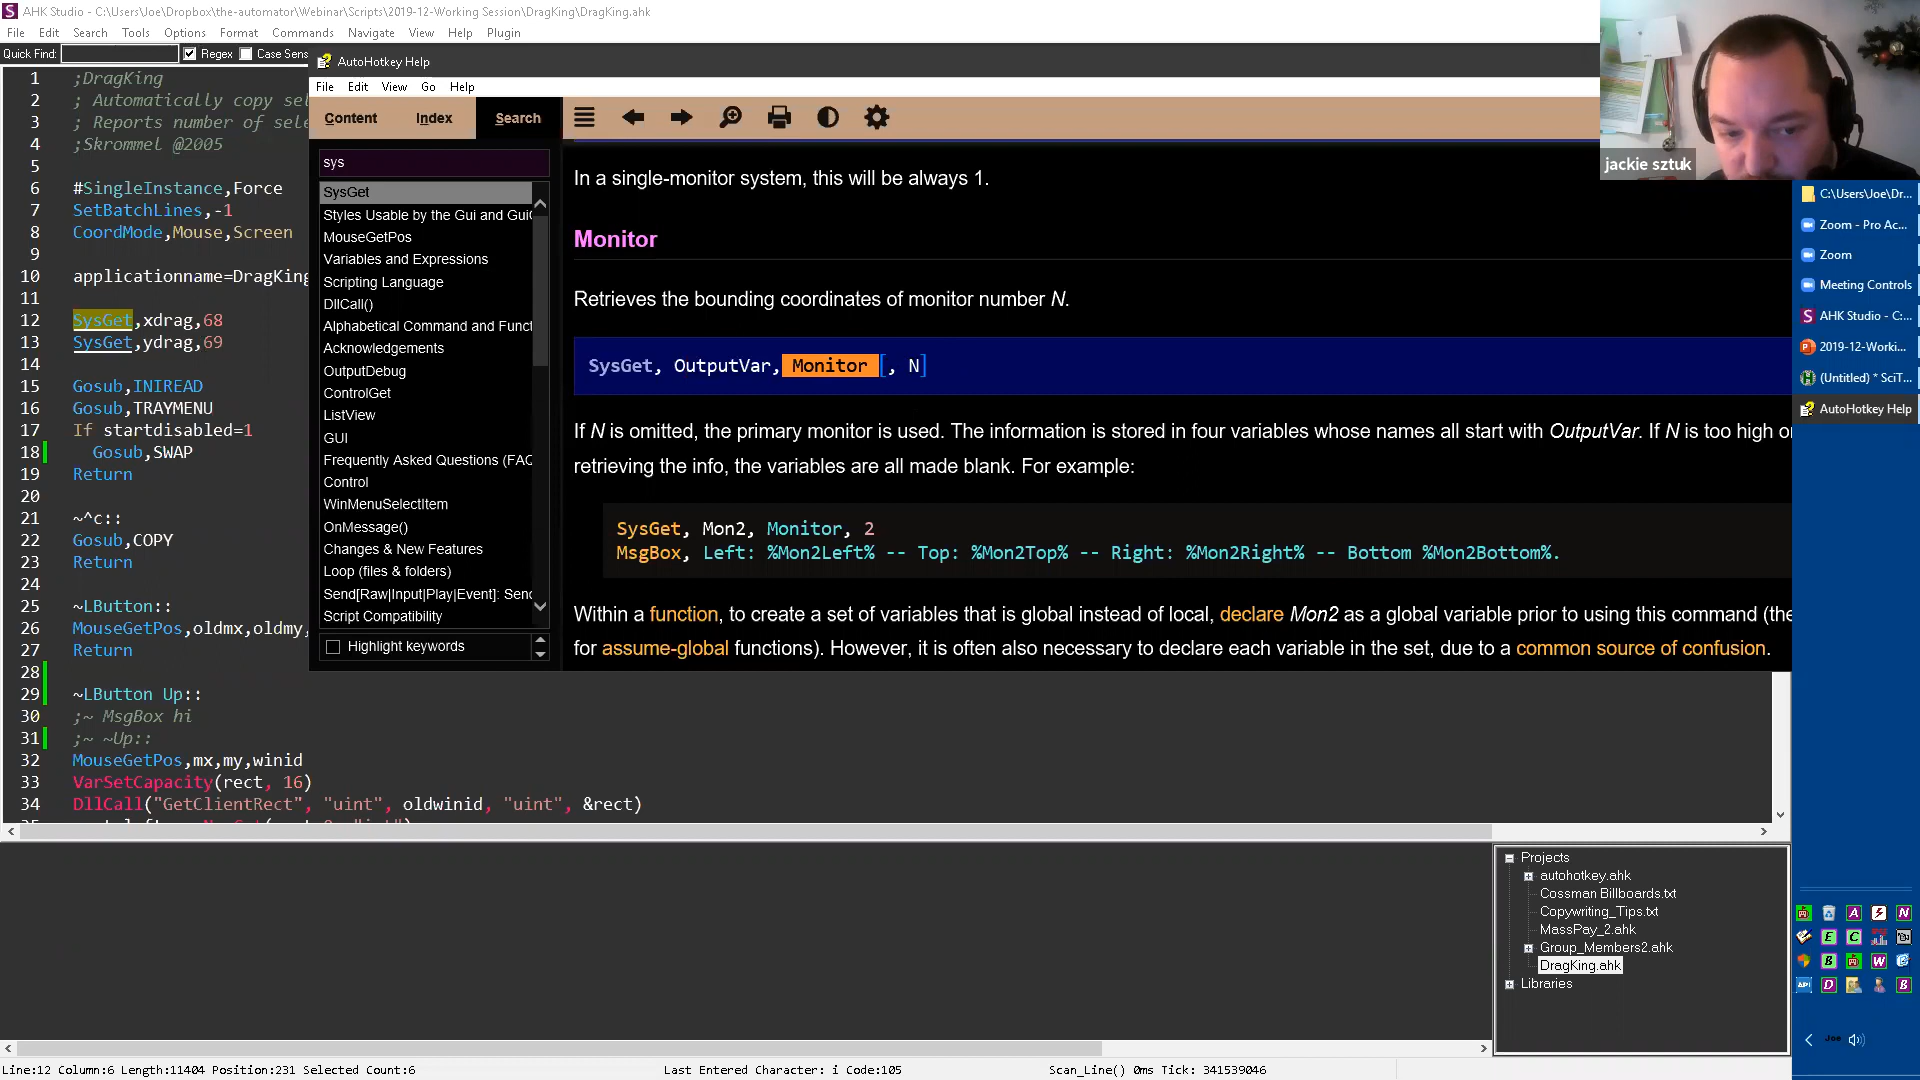 AHK Studio - C:\Users\Joe\Dropbox\the-automator\Webinar\Scripts\2019-12-Working Session\DragKing\DragKing.ahk
File Edit Search Tools Options Format Commands Navigate View Help Plugin
Quick Find: Regex Case Sens
1 ;DragKing
2 ; Automatically copy sel
3 ; Reports number of sele
4 ;Skrommel @2005
5
6 #SingleInstance,Force
7 SetBatchLines,-1
8 CoordMode,Mouse,Screen
9
10 applicationname=DragKing
11
12 SysGet,xdrag,68
13 SysGet,ydrag,69
14
15 Gosub,INIREAD
16 Gosub,TRAYMENU
17 If startdisabled=1
18 Gosub,SWAP
19 Return
20
21 ~^c::
22 Gosub,COPY
23 Return
24
25 ~LButton::
26 MouseGetPos,oldmx,oldmy,
27 Return
28
29 ~LButton Up::
30 ;~ MsgBox hi
31 ;~ ~Up::
32 MouseGetPos,mx,my,winid
33 VarSetCapacity(rect, 16)
34 DllCall("GetClientRect", "uint", oldwinid, "uint", &rect)
AutoHotkey Help
File Edit View Go Help
Content Index Search
sys
SysGet
Styles Usable by the Gui and GuiC
MouseGetPos
Variables and Expressions
Scripting Language
DllCall()
Alphabetical Command and Funct
Acknowledgements
OutputDebug
ControlGet
ListView
GUI
Frequently Asked Questions (FAQ
Control
WinMenuSelectItem
OnMessage()
Changes & New Features
Loop (files & folders)
Send[Raw|Input|Play|Event]: Senc
Script Compatibility
Highlight keywords
In a single-monitor system, this will be always 1.
Monitor
Retrieves the bounding coordinates of monitor number N.
SysGet, OutputVar, Monitor [, N]
If N is omitted, the primary monitor is used. The information is stored in four variables whose names all start with OutputVar. If N is too high or
retrieving the info, the variables are all made blank. For example:
SysGet, Mon2, Monitor, 2
MsgBox, Left: %Mon2Left% -- Top: %Mon2Top% -- Right: %Mon2Right% -- Bottom %Mon2Bottom%.
Within a function, to create a set of variables that is global instead of local, declare Mon2 as a global variable prior to using this command (the
for assume-global functions). However, it is often also necessary to declare each variable in the set, due to a common source of confusion.
jackie sztuk
C:\Users\Joe\Dr...
Zoom - Pro Ac...
Zoom
Meeting Controls
AHK Studio - C:...
2019-12-Worki...
(Untitled) * SciT...
AutoHotkey Help
Projects
autohotkey.ahk
Cossman Billboards.txt
Copywriting_Tips.txt
MassPay_2.ahk
Group_Members2.ahk
DragKing.ahk
Libraries
A N
E C
B W
API D B
Joe
Line:12 Column:6 Length:11404 Position:231 Selected Count:6 Last Entered Character: i Code:105 Scan_Line() 0ms Tick: 341539046